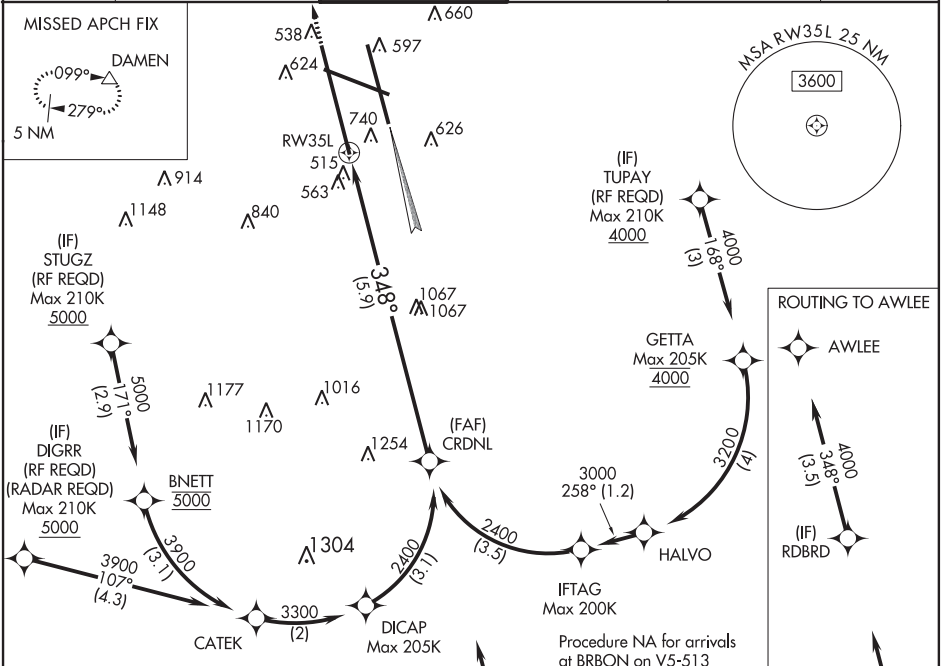 MISSED APCH FIX
DAMEN
099°
279°
5 NM
660
538
597
624
740
626
RW35L
515
563
914
1148
840
MSA RW35L 25 NM
3600
(IF)
TUPAY
(RF REQD)
Max 210K
4000
4000
168°
(3)
(IF)
STUGZ
(RF REQD)
Max 210K
5000
5000
171°
(2.9)
348°
(5.9)
1067
1067
GETTA
Max 205K
4000
ROUTING TO AWLEE
AWLEE
4000
348°
(3.5)
(IF)
RDBRD
1177
1170
1016
1254
(FAF)
CRDNL
3200
(4)
(IF)
DIGRR
(RF REQD)
(RADAR REQD)
Max 210K
5000
BNETT
5000
3900
(3.1)
3900
107°
(4.3)
1304
2400
(3.1)
2400
(3.5)
3000
258° (1.2)
HALVO
IFTAG
Max 200K
CATEK
3300
(2)
DICAP
Max 205K
Procedure NA for arrivals
at BRBON on V5-513